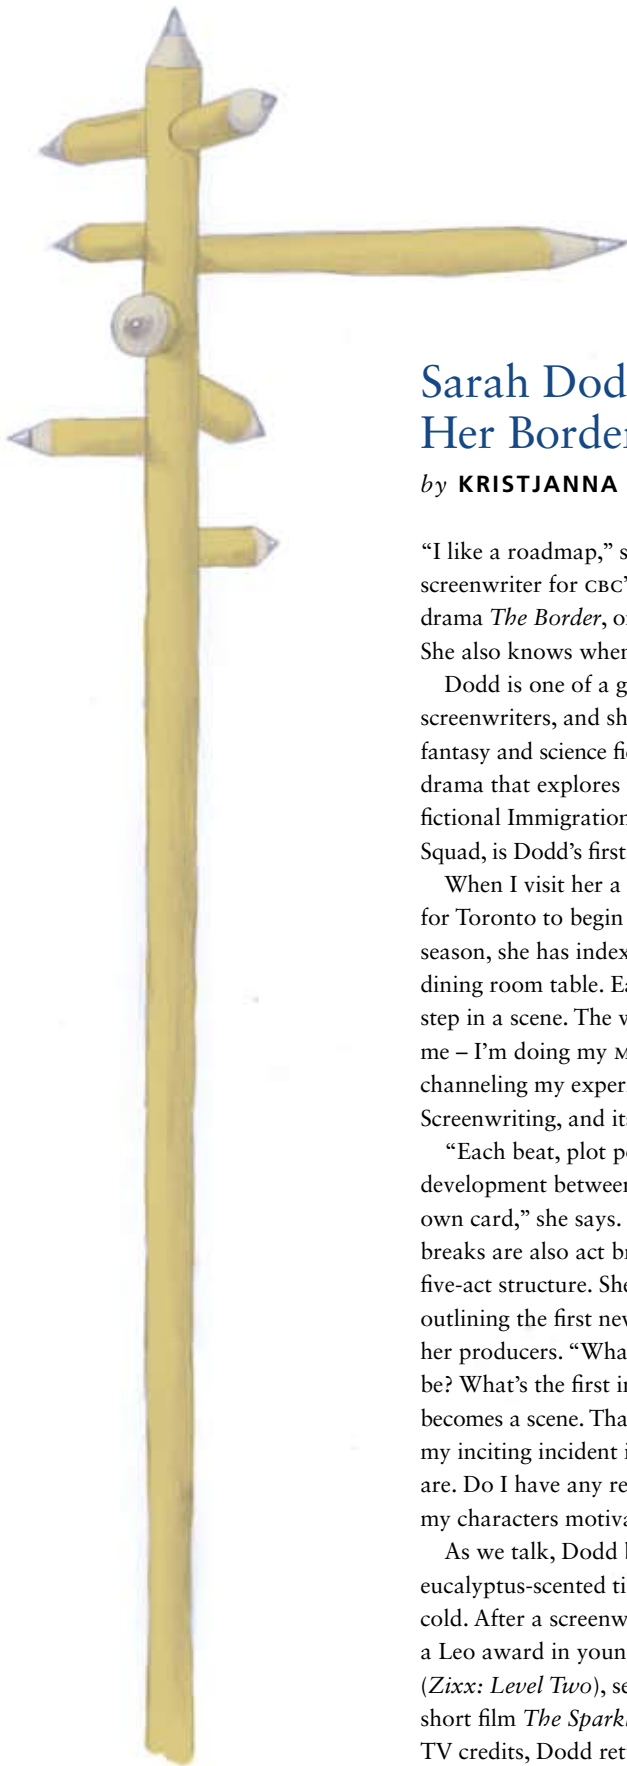 Sarah Dod
Her Border
by KRISTJANNA
“I like a roadmap,” s
screenwriter for CBC’
drama The Border, o
She also knows when
Dodd is one of a g
screenwriters, and sh
fantasy and science fi
drama that explores
fictional Immigration
Squad, is Dodd’s first
When I visit her a
for Toronto to begin
season, she has index
dining room table. Ea
step in a scene. The v
me – I’m doing my M
channeling my exper
Screenwriting, and it
“Each beat, plot p
development between
own card,” she says.
breaks are also act br
five-act structure. She
outlining the first new
her producers. “Wha
be? What’s the first in
becomes a scene. Tha
my inciting incident i
are. Do I have any re
my characters motiva
As we talk, Dodd b
eucalyptus-scented ti
cold. After a screenw
a Leo award in youn
(Zixx: Level Two), se
short film The Spark
TV credits, Dodd ret